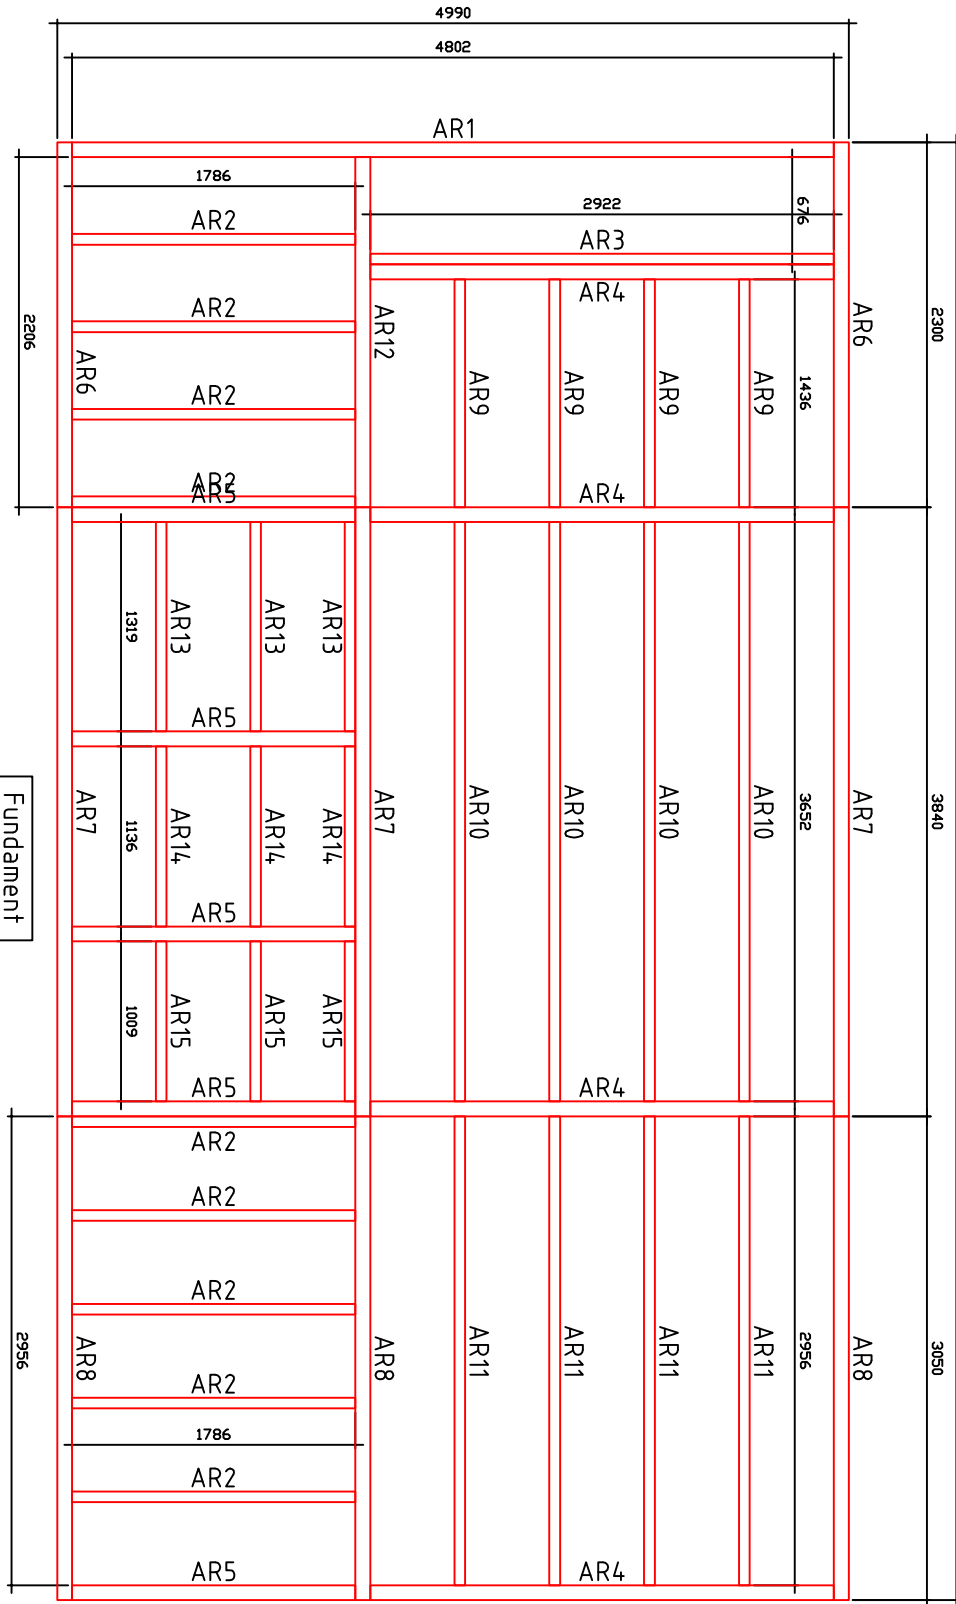 4990
4802
AR1
1786
2922
676
AR2
AR3
AR4
AR2
AR12
AR6
2300
2206
AR6
AR2
AR9
AR9
AR9
AR9
1436
AR2
AR5
AR4
1319
AR13
AR13
AR13
AR5
Fundament
AR7
1136
AR14
AR14
AR14
AR7
AR10
AR10
AR10
AR10
3652
AR7
3840
AR5
1009
AR15
AR15
AR15
AR5
AR4
AR2
AR2
AR2
2956
AR8
AR8
AR11
AR11
AR11
AR11
2956
AR8
3050
AR2
1786
AR2
AR5
AR4